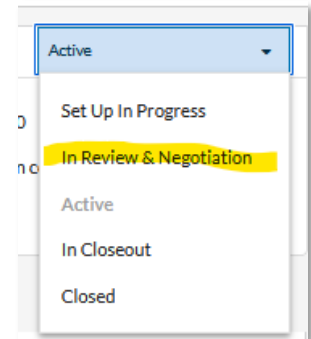 Active
Set Up In Progress
In Review & Negotiation
Active
In Closeout
Closed